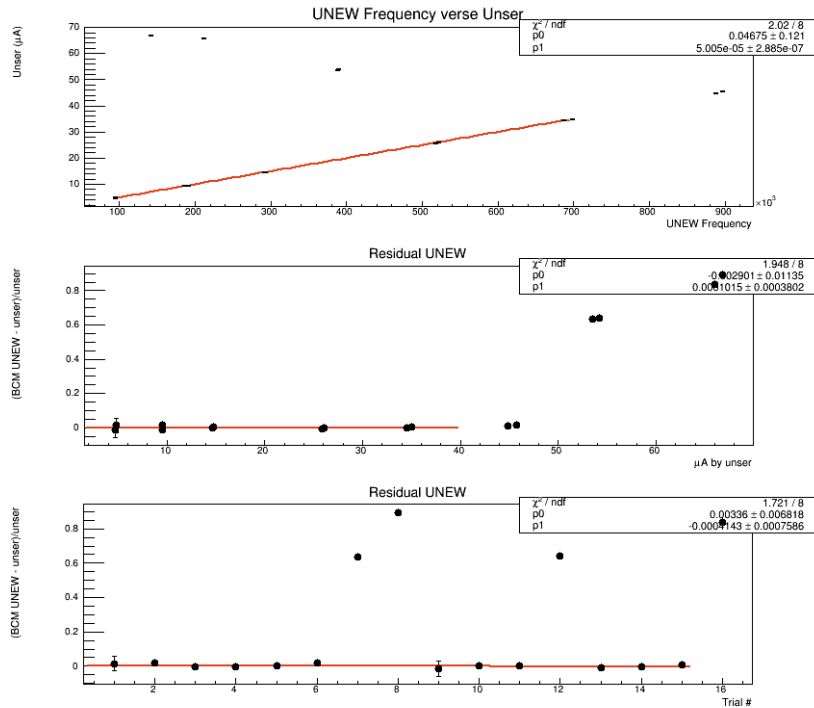 UNEW Frequency verse Unser
χ² / ndf 2.02 / 8
p0 0.04675 ± 0.121
p1 5.005e-05 ± 2.885e-07
Unser (μA)
70
60
50
40
30
20
10
100 200 300 400 500 600 700 800 900 ×10³
UNEW Frequency
Residual UNEW
χ² / ndf 1.948 / 8
p0 ± 0.01135
p1 ± 0.0003802
(BCM UNEW - unser)/unser
0.8
0.6
0.4
0.2
0
10 20 30 40 50 60
μA by unser
Residual UNEW
χ² / ndf 1.721 / 8
p0 0.00336 ± 0.006818
p1 -0.0004143 ± 0.0007586
(BCM UNEW - unser)/unser
0.8
0.6
0.4
0.2
0
2 4 6 8 10 12 14 16
Trial #